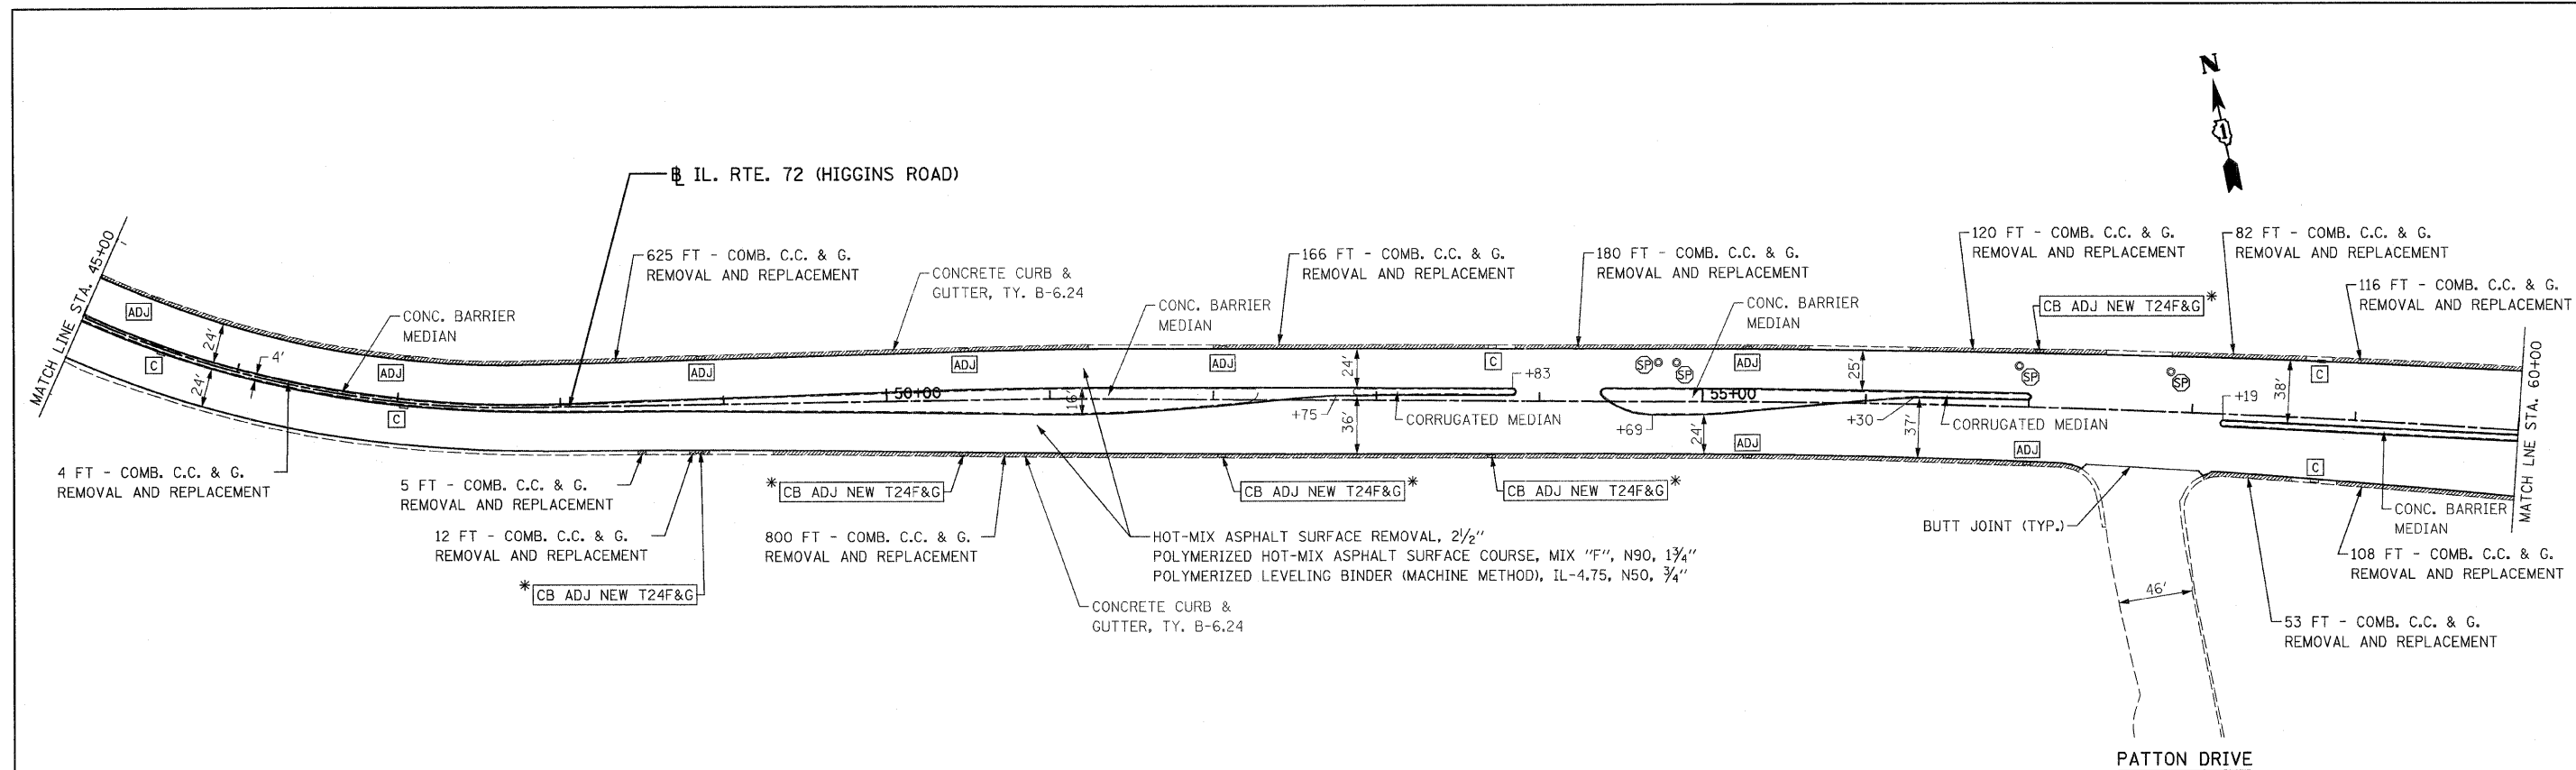 N
1
℄ IL. RTE. 72 (HIGGINS ROAD)
120 FT - COMB. C.C. & G.
REMOVAL AND REPLACEMENT
82 FT - COMB. C.C. & G.
REMOVAL AND REPLACEMENT
625 FT - COMB. C.C. & G.
REMOVAL AND REPLACEMENT
CONCRETE CURB &
GUTTER, TY. B-6.24
166 FT - COMB. C.C. & G.
REMOVAL AND REPLACEMENT
180 FT - COMB. C.C. & G.
REMOVAL AND REPLACEMENT
116 FT - COMB. C.C. & G.
REMOVAL AND REPLACEMENT
MATCH LINE STA. 45+00
CONC. BARRIER
MEDIAN
CONC. BARRIER
MEDIAN
CONC. BARRIER
MEDIAN
CB ADJ NEW T24F&G *
ADJ
24'
4'
ADJ
ADJ
ADJ
ADJ
24'
C
+83
SP
SP
ADJ
25'
SP
SP
C
38'
MATCH LNE STA. 60+00
C
24'
C
50+00
16'
+75
36'
CORRUGATED MEDIAN
55+00
+69
24'
ADJ
+30
37'
CORRUGATED MEDIAN
ADJ
+19
C
4 FT - COMB. C.C. & G.
REMOVAL AND REPLACEMENT
5 FT - COMB. C.C. & G.
REMOVAL AND REPLACEMENT
* CB ADJ NEW T24F&G
CB ADJ NEW T24F&G *
CB ADJ NEW T24F&G *
12 FT - COMB. C.C. & G.
REMOVAL AND REPLACEMENT
800 FT - COMB. C.C. & G.
REMOVAL AND REPLACEMENT
HOT-MIX ASPHALT SURFACE REMOVAL, 2 1/2"
POLYMERIZED HOT-MIX ASPHALT SURFACE COURSE, MIX "F", N90, 1 3/4"
POLYMERIZED LEVELING BINDER (MACHINE METHOD), IL-4.75, N50, 3/4"
BUTT JOINT (TYP.)
CONC. BARRIER
MEDIAN
108 FT - COMB. C.C. & G.
REMOVAL AND REPLACEMENT
* CB ADJ NEW T24F&G
CONCRETE CURB &
GUTTER, TY. B-6.24
46'
53 FT - COMB. C.C. & G.
REMOVAL AND REPLACEMENT
PATTON DRIVE